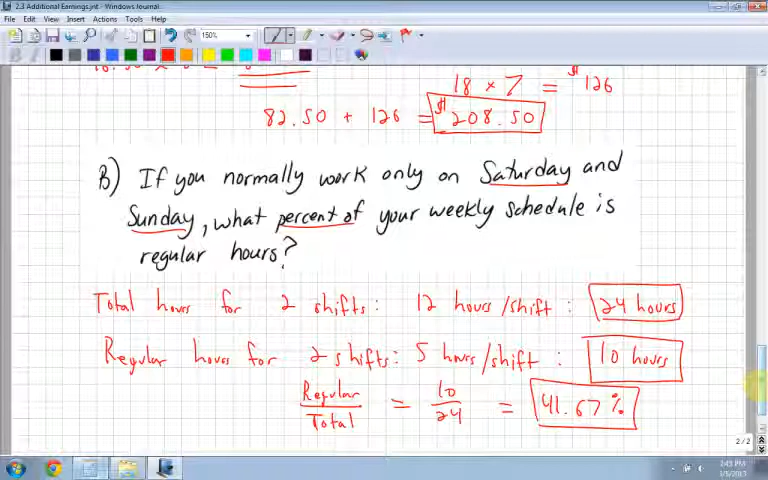 2.3 Additional Earnings.jnt - Windows Journal
File Edit View Insert Actions Tools Help
150%
18 × 7 = $126
82.50 + 126 = $208.50
B) If you normally work only on Saturday and
Sunday, what percent of your weekly schedule is
regular hours?
Total hours for 2 shifts: 12 hours/shift: 24 hours
Regular hours for 2 shifts: 5 hours/shift: 10 hours
Regular/Total = 10/24 = 41.67%
2 / 2
2:43 PM